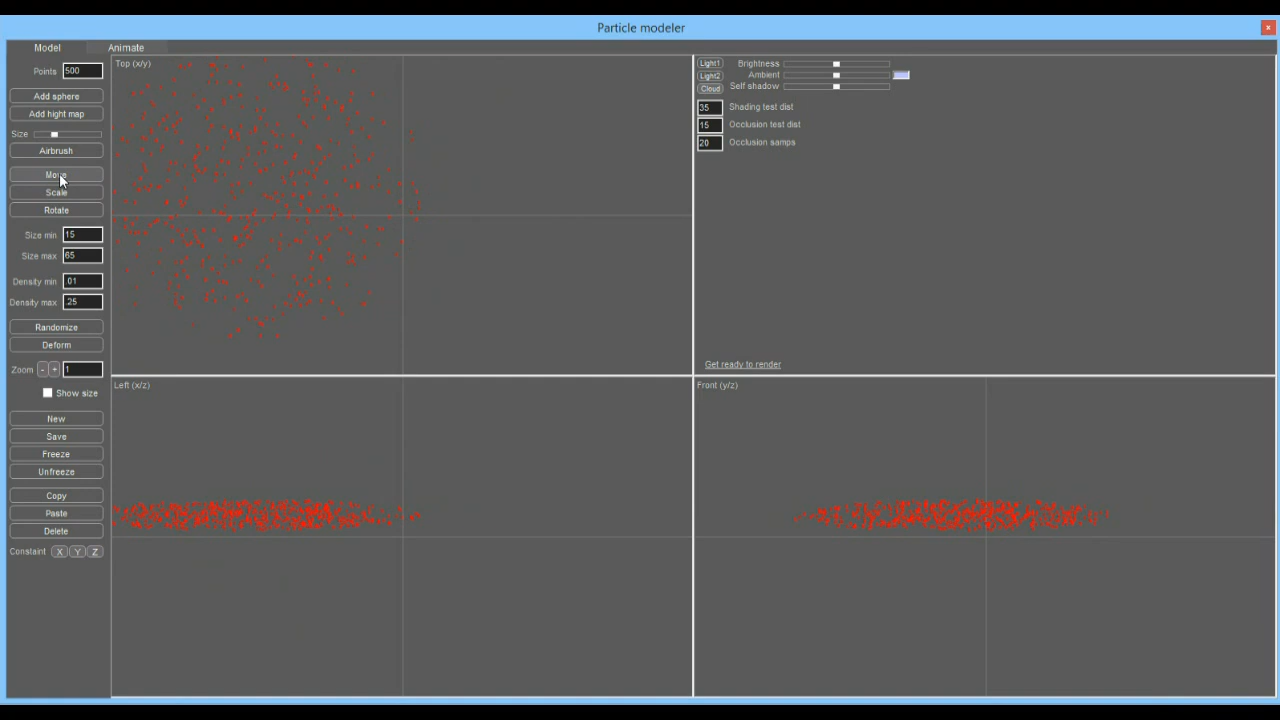 Particle modeler
×
Model Animate
Points 500
Add sphere
Add hight map
Size
Airbrush
Move
Scale
Rotate
Size min 15
Size max 65
Density min .01
Density max .25
Randomize
Deform
Zoom - + 1
Show size
New
Save
Freeze
Unfreeze
Copy
Paste
Delete
Constaint X Y Z
Top (x/y)
Light1 Brightness
Light2 Ambient
Cloud Self shadow
35 Shading test dist
15 Occlusion test dist
20 Occlusion samps
Get ready to render
Left (x/z)
Front (y/z)